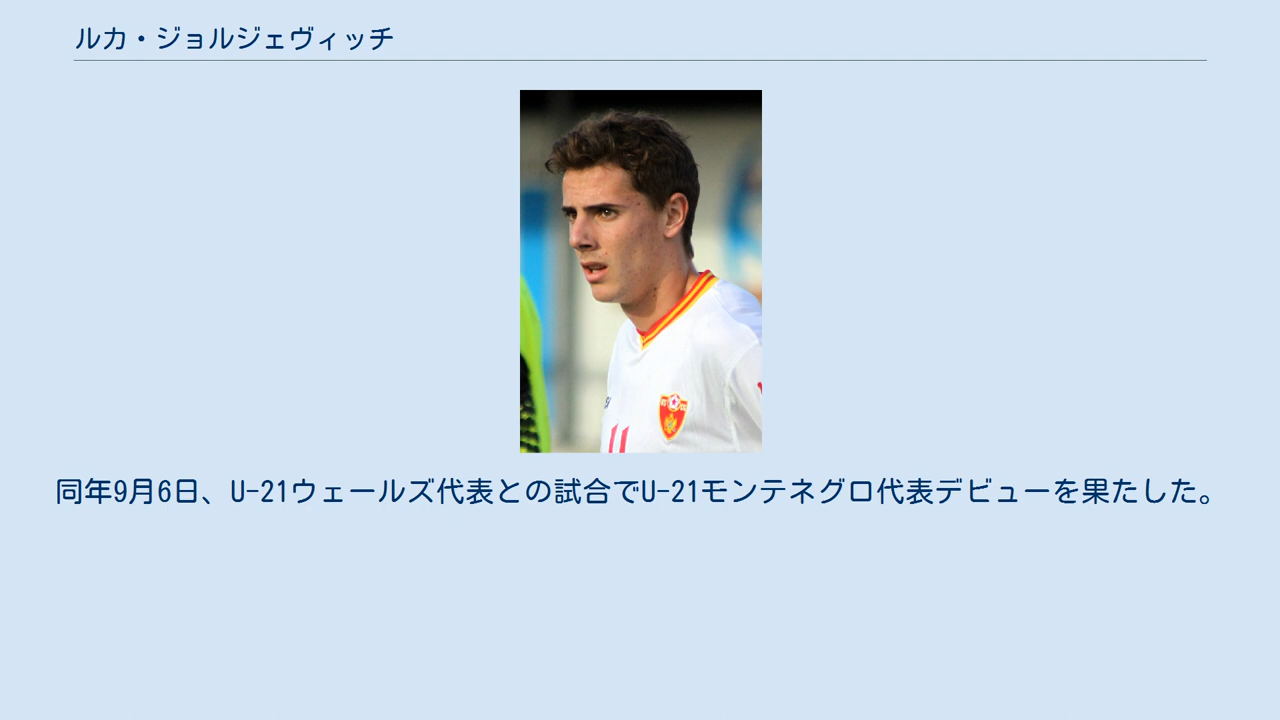 ルカ・ジョルジェヴィッチ
11
同年9月6日、U-21ウェールズ代表との試合でU-21モンテネグロ代表デビューを果たした。